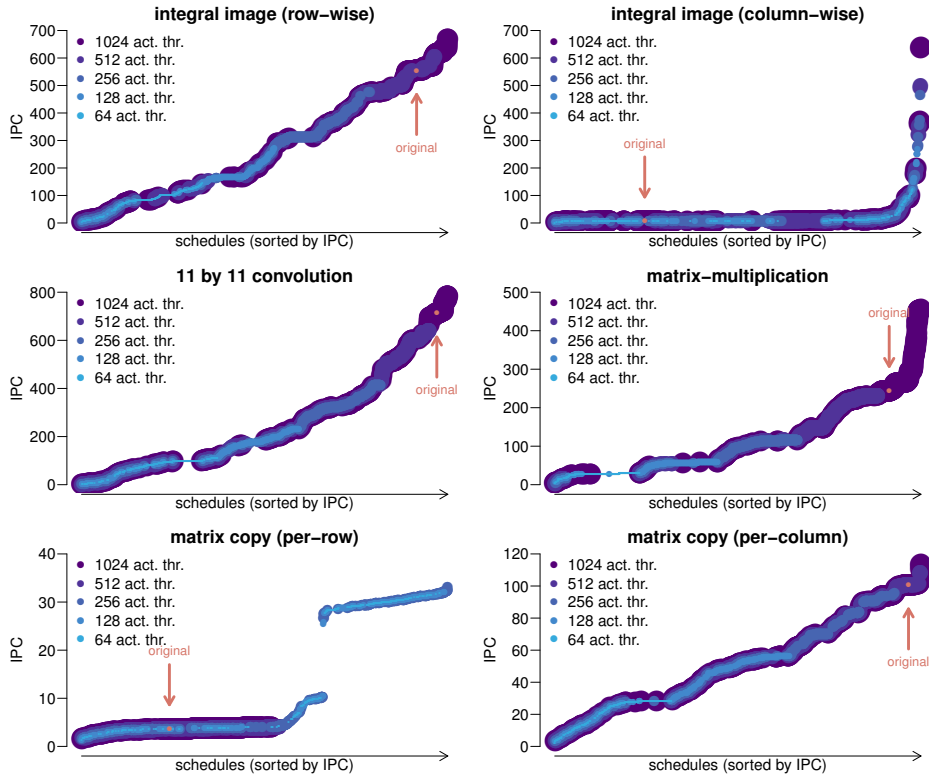 integral image (row−wise)
700
600
500
400
300
200
100
0
IPC
1024 act. thr.
512 act. thr.
256 act. thr.
128 act. thr.
64 act. thr.
original
schedules (sorted by IPC)
integral image (column−wise)
700
600
500
400
300
200
100
0
IPC
1024 act. thr.
512 act. thr.
256 act. thr.
128 act. thr.
64 act. thr.
original
schedules (sorted by IPC)
11 by 11 convolution
800
600
400
200
0
IPC
1024 act. thr.
512 act. thr.
256 act. thr.
128 act. thr.
64 act. thr.
original
schedules (sorted by IPC)
matrix−multiplication
500
400
300
200
100
0
IPC
1024 act. thr.
512 act. thr.
256 act. thr.
128 act. thr.
64 act. thr.
original
schedules (sorted by IPC)
matrix copy (per−row)
40
30
20
10
0
IPC
1024 act. thr.
512 act. thr.
256 act. thr.
128 act. thr.
64 act. thr.
original
schedules (sorted by IPC)
matrix copy (per−column)
120
100
80
60
40
20
0
IPC
1024 act. thr.
512 act. thr.
256 act. thr.
128 act. thr.
64 act. thr.
original
schedules (sorted by IPC)